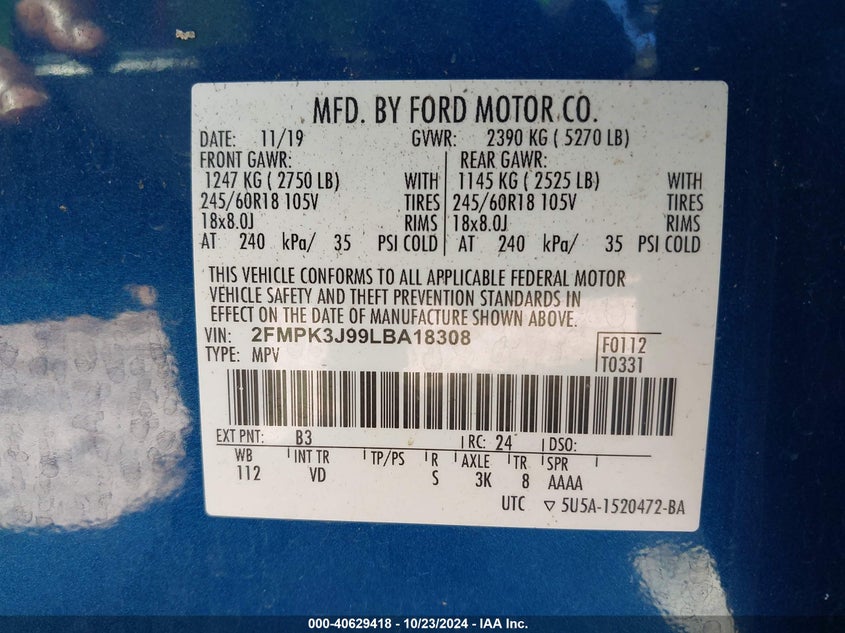 MFD. BY FORD MOTOR CO.
DATE: 11/19 GVWR: 2390 KG ( 5270 LB)
FRONT GAWR: REAR GAWR:
1247 KG ( 2750 LB) WITH 1145 KG ( 2525 LB) WITH
245/60R18 105V TIRES 245/60R18 105V TIRES
18x8.0J RIMS 18x8.0J RIMS
AT 240 kPa/ 35 PSI COLD AT 240 kPa/ 35 PSI COLD
THIS VEHICLE CONFORMS TO ALL APPLICABLE FEDERAL MOTOR
VEHICLE SAFETY AND THEFT PREVENTION STANDARDS IN
EFFECT ON THE DATE OF MANUFACTURE SHOWN ABOVE.
VIN: 2FMPK3J99LBA18308 F0112
TYPE: MPV T0331
EXT PNT: B3 RC: 24 DSO:
WB INT TR TP/PS R AXLE TR SPR
112 VD S 3K 8 AAAA
UTC ▽ 5U5A-1520472-BA
000-40629418 - 10/23/2024 - IAA Inc.